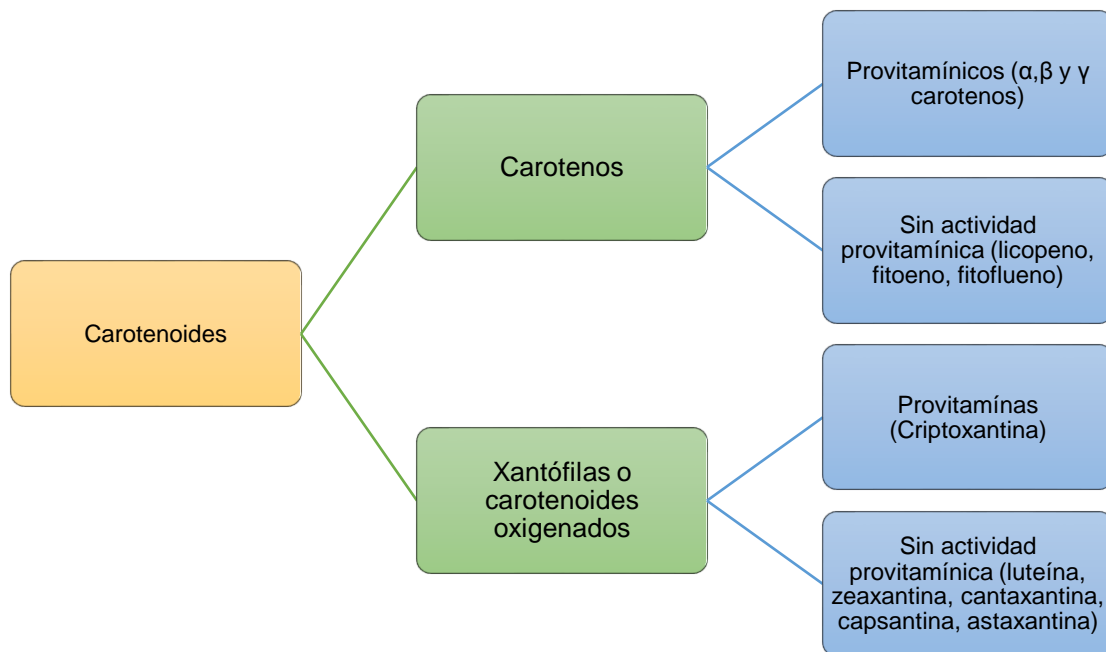 Carotenoides
Carotenos
Provitamínicos (α,β y γ
carotenos)
Sin actividad
provitamínica (licopeno,
fitoeno, fitoflueno)
Xantófilas o
carotenoides
oxigenados
Provitamínas
(Criptoxantina)
Sin actividad
provitamínica (luteína,
zeaxantina, cantaxantina,
capsantina, astaxantina)